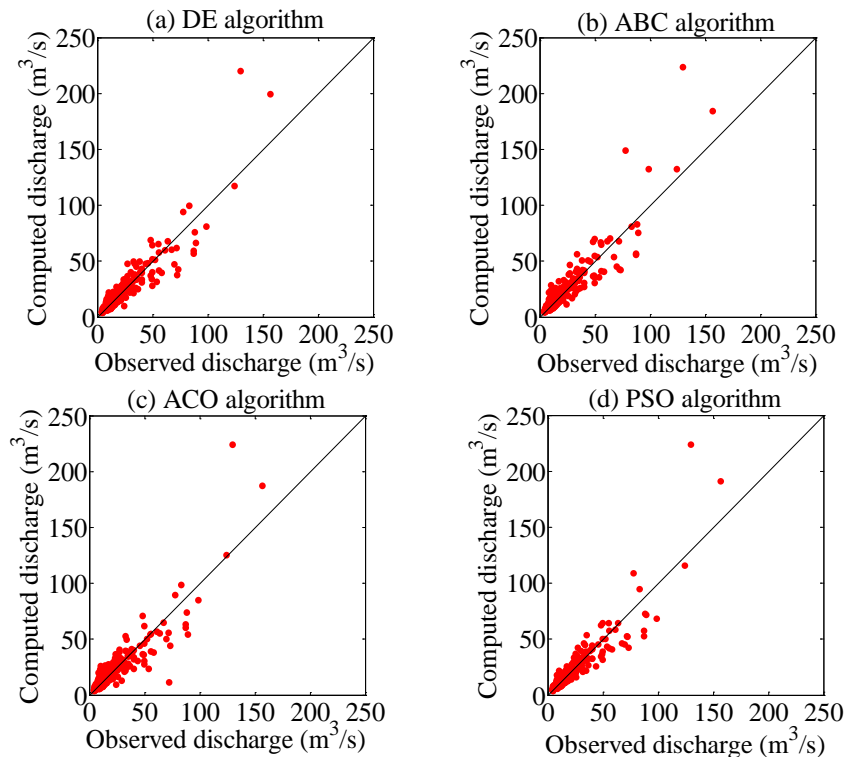 (a) DE algorithm
250
200
150
100
50
0
0 50 100 150 200 250
Computed discharge (m³/s)
Observed discharge (m³/s)
(b) ABC algorithm
250
200
150
100
50
0
0 50 100 150 200 250
Computed discharge (m³/s)
Observed discharge (m³/s)
(c) ACO algorithm
250
200
150
100
50
0
0 50 100 150 200 250
Computed discharge (m³/s)
Observed discharge (m³/s)
(d) PSO algorithm
250
200
150
100
50
0
0 50 100 150 200 250
Computed discharge (m³/s)
Observed discharge (m³/s)